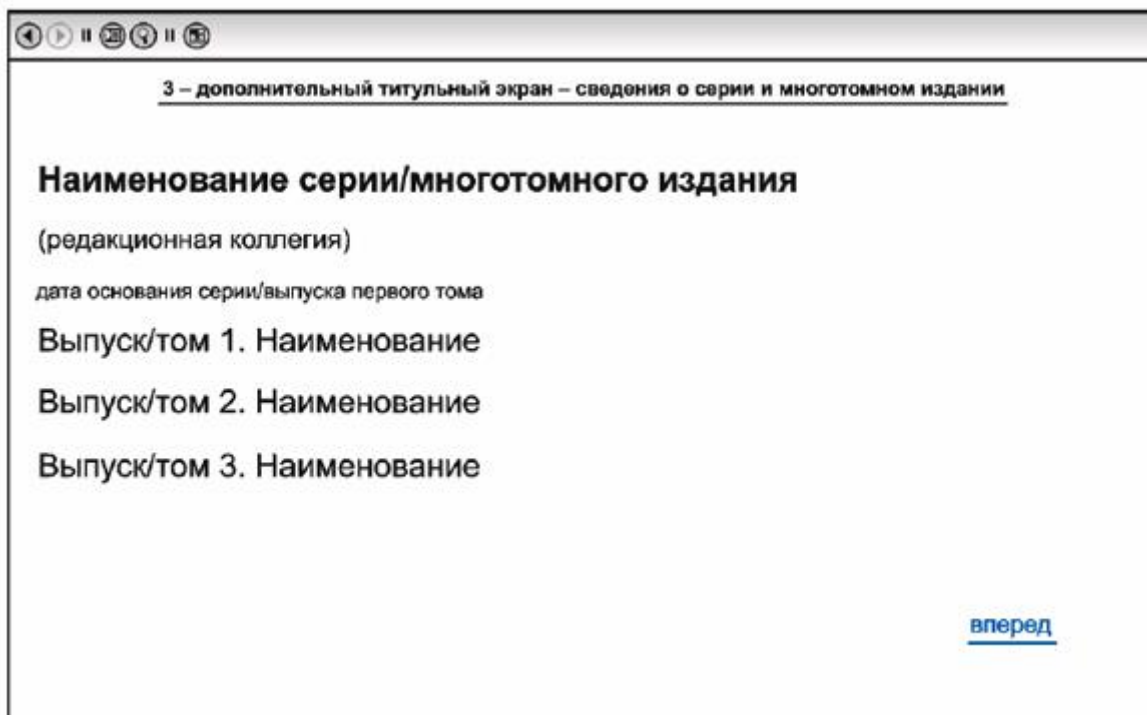 3 – дополнительный титульный экран – сведения о серии и многотомном издании
Наименование серии/многотомного издания
(редакционная коллегия)
дата основания серии/выпуска первого тома
Выпуск/том 1. Наименование
Выпуск/том 2. Наименование
Выпуск/том 3. Наименование
вперед